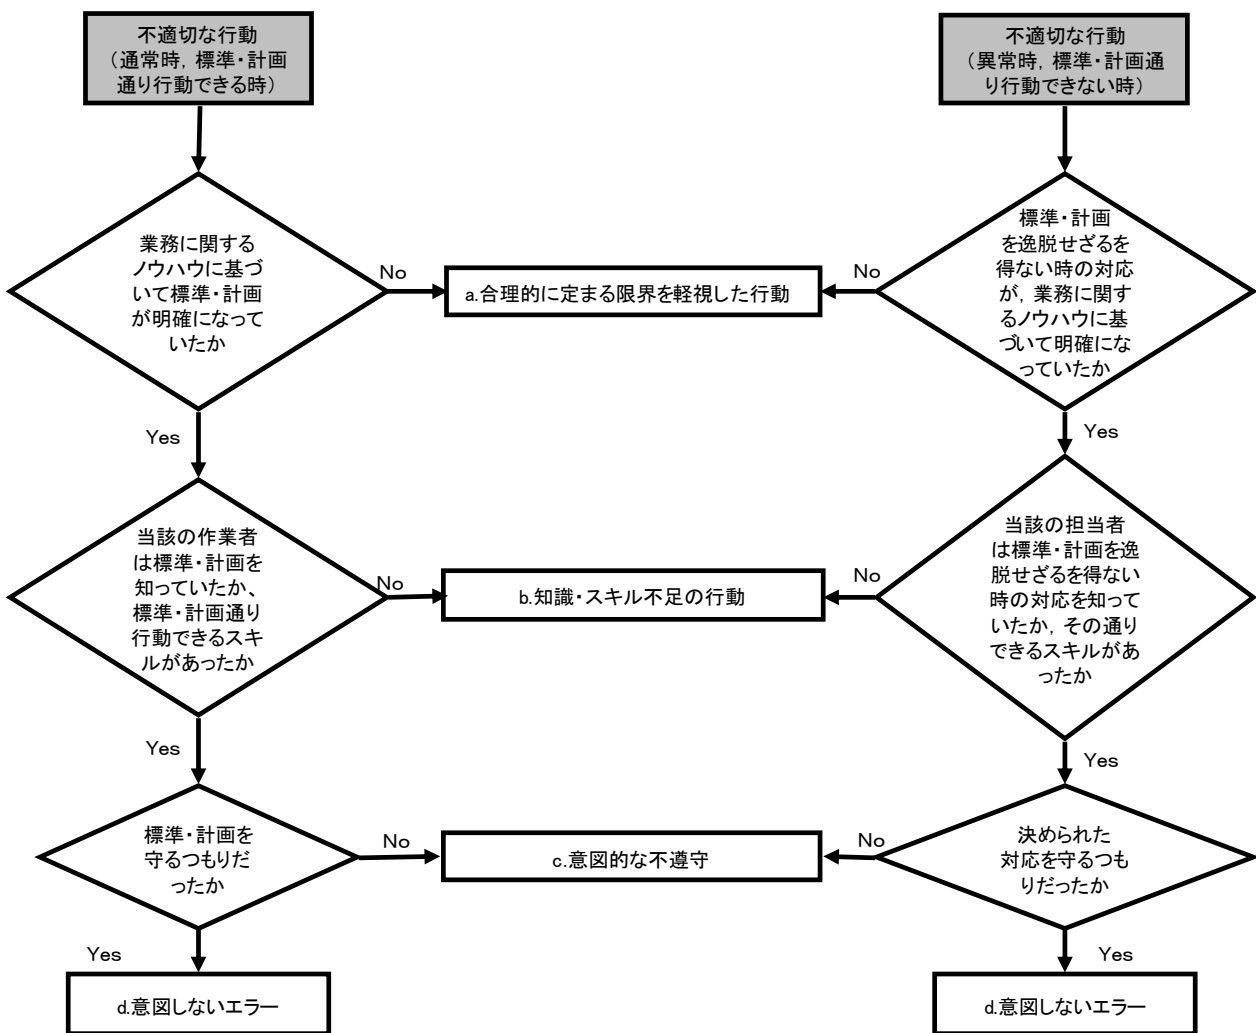 不適切な行動
（通常時，標準・計画
通り行動できる時）
不適切な行動
（異常時，標準・計画通
り行動できない時）
業務に関する
ノウハウに基づ
いて標準・計画
が明確になって
いたか
No
a.合理的に定まる限界を軽視した行動
No
標準・計画
を逸脱せざるを
得ない時の対応
が，業務に関す
るノウハウに基
づいて明確にな
っていたか
Yes
Yes
当該の作業者
は標準・計画を
知っていたか、
標準・計画通り
行動できるスキ
ルがあったか
No
b.知識・スキル不足の行動
No
当該の担当者
は標準・計画を逸
脱せざるを得ない
時の対応を知って
いたか，その通り
できるスキルがあ
ったか
Yes
Yes
標準・計画を
守るつもりだ
ったか
No
c.意図的な不遵守
No
決められた
対応を守るつも
りだったか
Yes
Yes
d.意図しないエラー
d.意図しないエラー